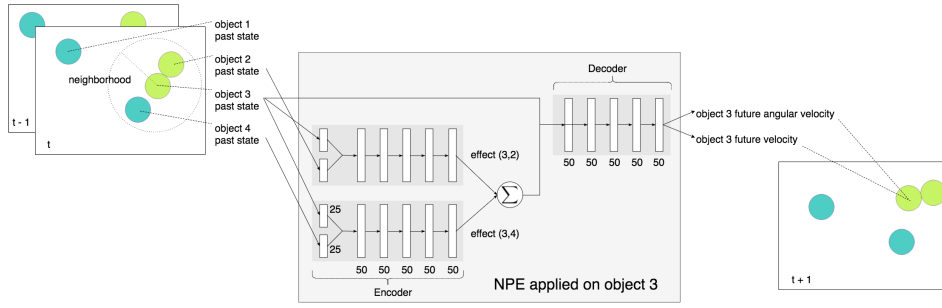 object 1
past state
object 2
past state
neighborhood
object 3
past state
object 4
past state
t - 1
t
Decoder
50 50 50 50 50
effect (3,2)
∑
25
25
effect (3,4)
50 50 50 50 50
Encoder
NPE applied on object 3
object 3 future angular velocity
object 3 future velocity
t + 1